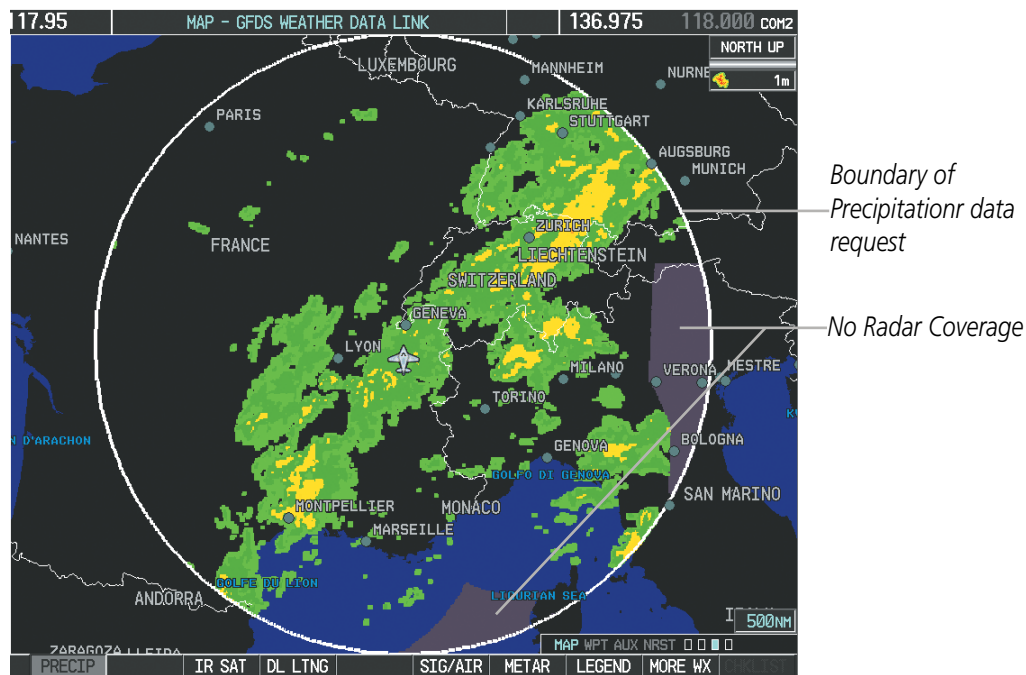 117.95
MAP - GFDS WEATHER DATA LINK
136.975
118.000 COM2
NORTH UP
1m
LUXEMBOURG
MANNHEIM
NURNE
KARLSRUHE
PARIS
STUTTGART
AUGSBURG
MUNICH
Boundary of
Precipitationr data
request
NANTES
FRANCE
ZURICH
LIECHTENSTEIN
SWITZERLAND
GENEVA
No Radar Coverage
LYON
MILANO
VERONA
MESTRE
TORINO
N D'ARACHON
GENOVA
BOLOGNA
GOLFO DI GENOVA
SAN MARINO
MONTPELLIER
MONACO
MARSEILLE
GOLFE DU LION
LIGURIAN SEA
ANDORRA
500NM
MAP WPT AUX NRST
ZARAGOZA LLEIDA
PRECIP
IR SAT
DL LTNG
SIG/AIR
METAR
LEGEND
MORE WX
CHKLIST